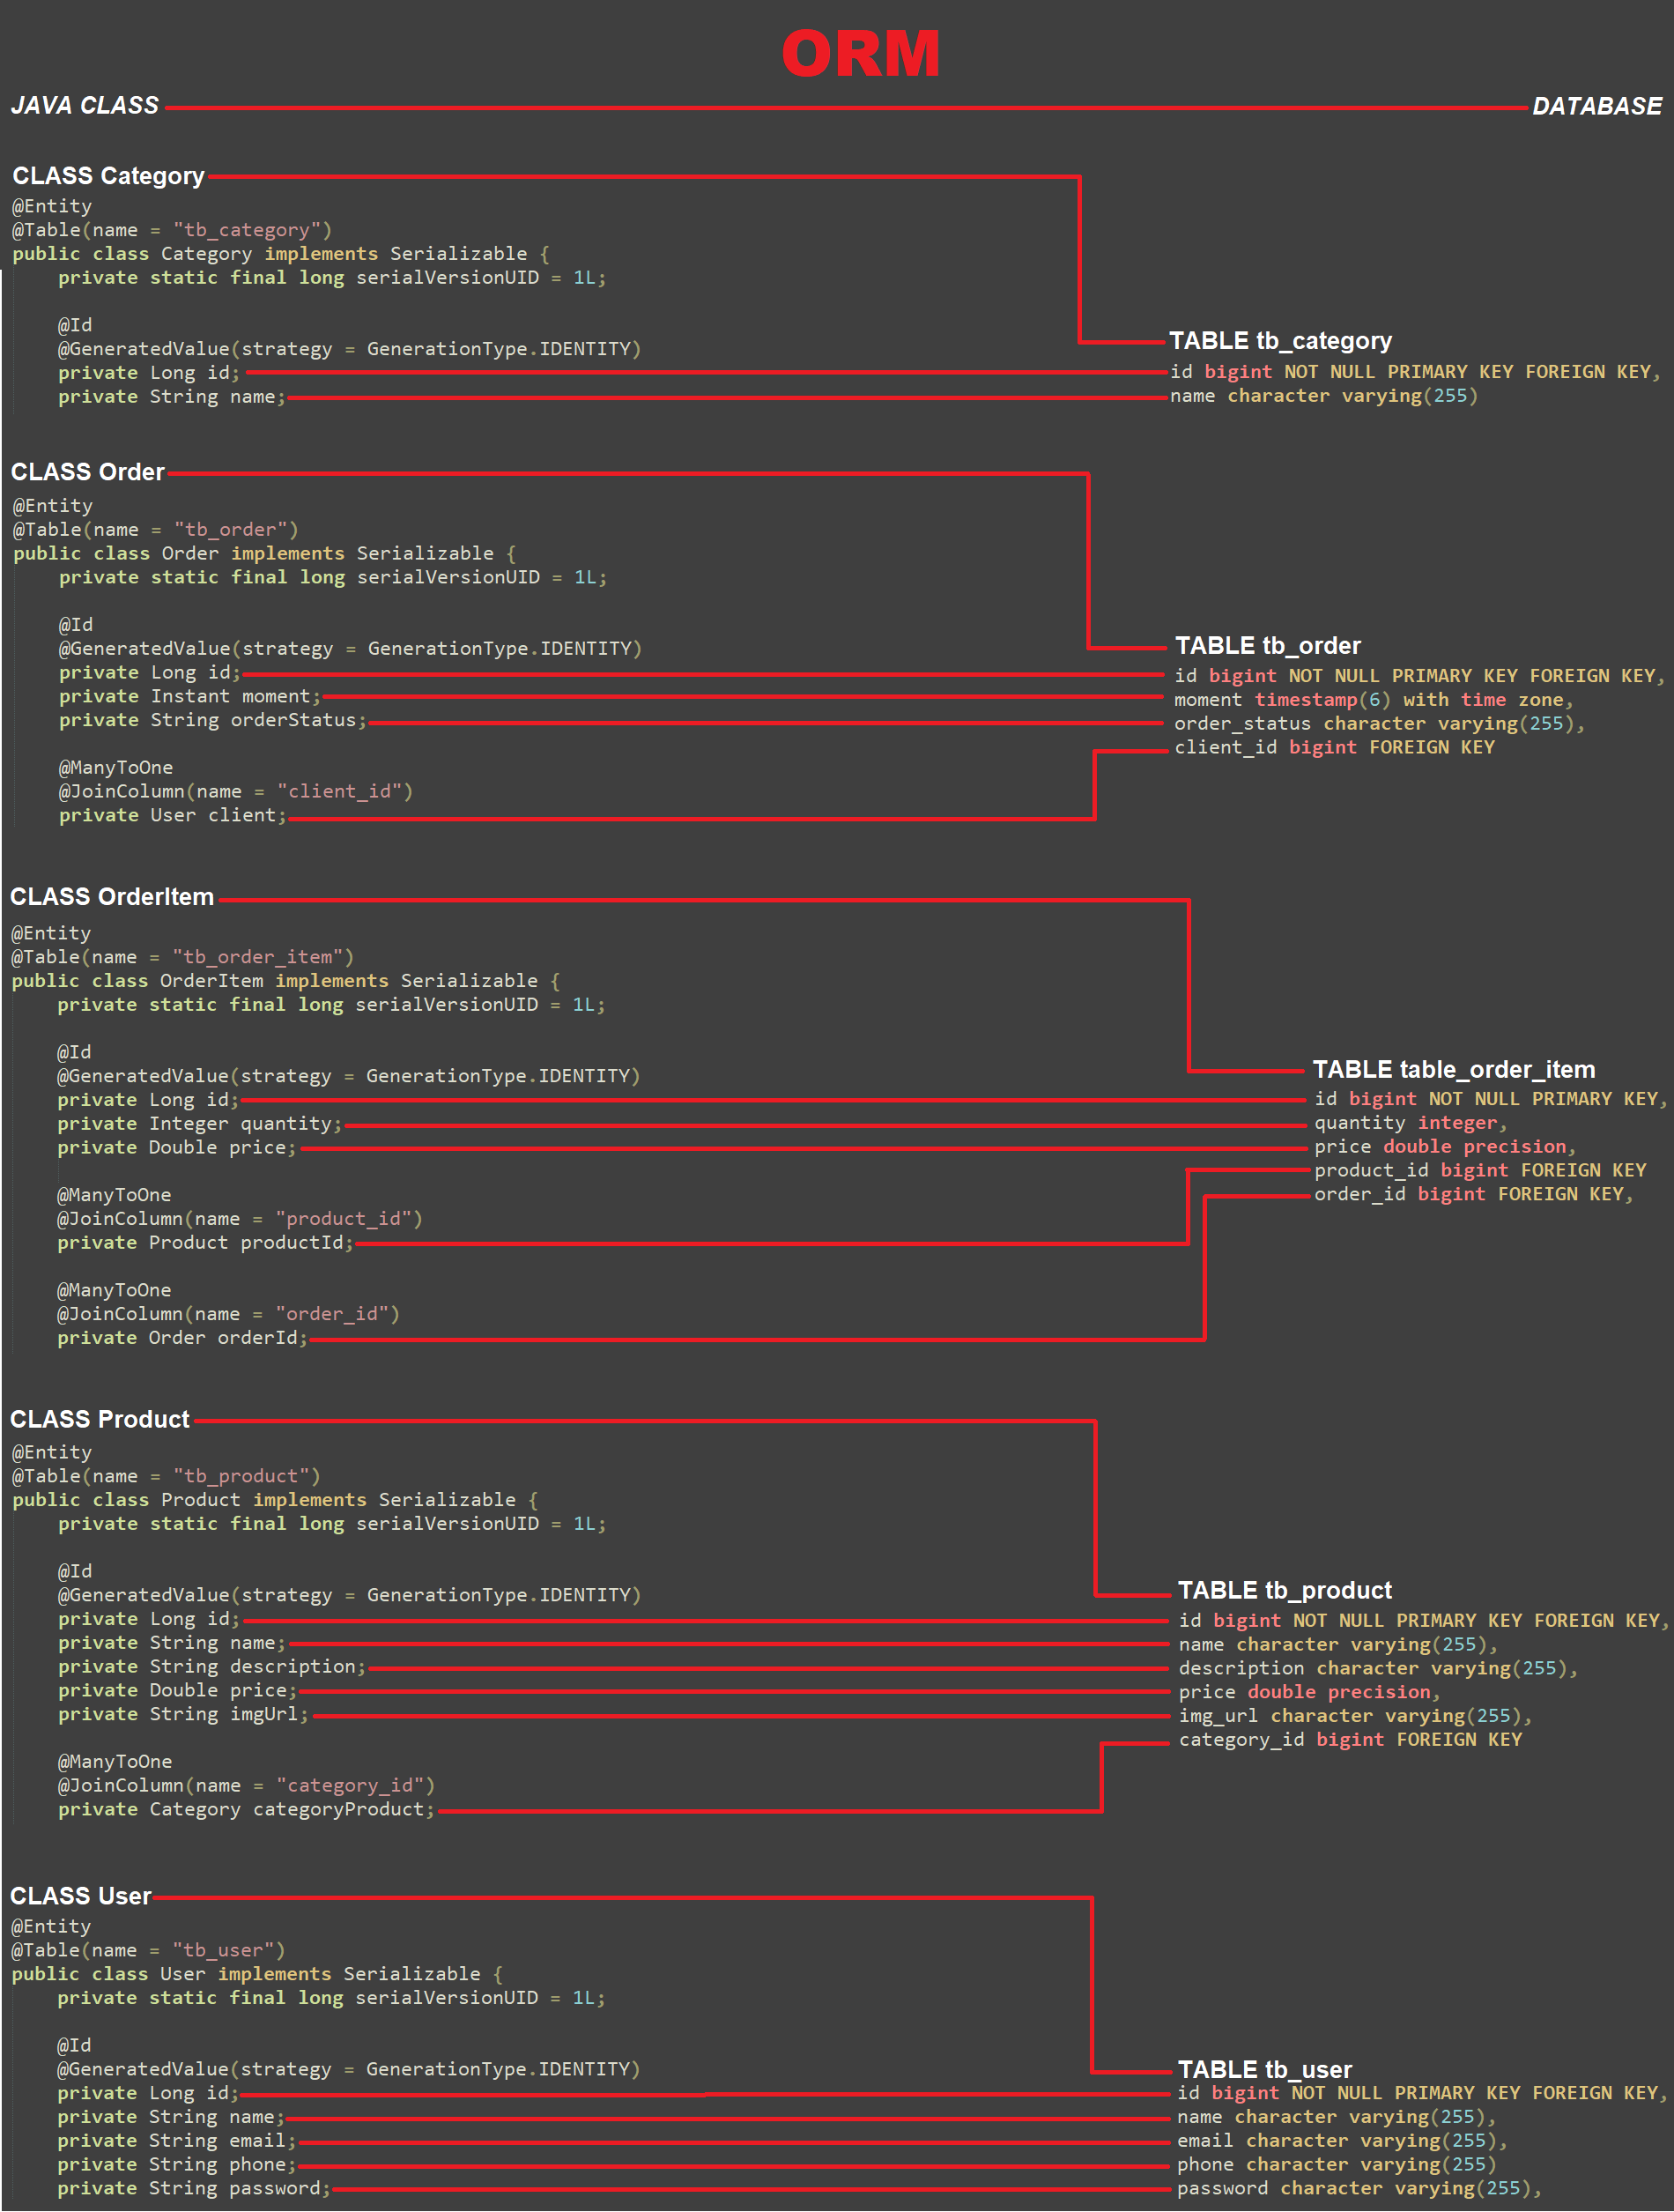 ORM
JAVA CLASS DATABASE
CLASS Category
@Entity
@Table(name = "tb_category")
public class Category implements Serializable {
private static final long serialVersionUID = 1L;
@Id
@GeneratedValue(strategy = GenerationType.IDENTITY)
private Long id;
private String name;
TABLE tb_category
id bigint NOT NULL PRIMARY KEY FOREIGN KEY,
name character varying(255)
CLASS Order
@Entity
@Table(name = "tb_order")
public class Order implements Serializable {
private static final long serialVersionUID = 1L;
@Id
@GeneratedValue(strategy = GenerationType.IDENTITY)
private Long id;
private Instant moment;
private String orderStatus;
@ManyToOne
@JoinColumn(name = "client_id")
private User client;
TABLE tb_order
id bigint NOT NULL PRIMARY KEY FOREIGN KEY,
moment timestamp(6) with time zone,
order_status character varying(255),
client_id bigint FOREIGN KEY
CLASS OrderItem
@Entity
@Table(name = "tb_order_item")
public class OrderItem implements Serializable {
private static final long serialVersionUID = 1L;
@Id
@GeneratedValue(strategy = GenerationType.IDENTITY)
private Long id;
private Integer quantity;
private Double price;
@ManyToOne
@JoinColumn(name = "product_id")
private Product productId;
@ManyToOne
@JoinColumn(name = "order_id")
private Order orderId;
TABLE table_order_item
id bigint NOT NULL PRIMARY KEY,
quantity integer,
price double precision,
product_id bigint FOREIGN KEY
order_id bigint FOREIGN KEY,
CLASS Product
@Entity
@Table(name = "tb_product")
public class Product implements Serializable {
private static final long serialVersionUID = 1L;
@Id
@GeneratedValue(strategy = GenerationType.IDENTITY)
private Long id;
private String name;
private String description;
private Double price;
private String imgUrl;
@ManyToOne
@JoinColumn(name = "category_id")
private Category categoryProduct;
TABLE tb_product
id bigint NOT NULL PRIMARY KEY FOREIGN KEY,
name character varying(255),
description character varying(255),
price double precision,
img_url character varying(255),
category_id bigint FOREIGN KEY
CLASS User
@Entity
@Table(name = "tb_user")
public class User implements Serializable {
private static final long serialVersionUID = 1L;
@Id
@GeneratedValue(strategy = GenerationType.IDENTITY)
private Long id;
private String name;
private String email;
private String phone;
private String password;
TABLE tb_user
id bigint NOT NULL PRIMARY KEY FOREIGN KEY,
name character varying(255),
email character varying(255),
phone character varying(255)
password character varying(255),